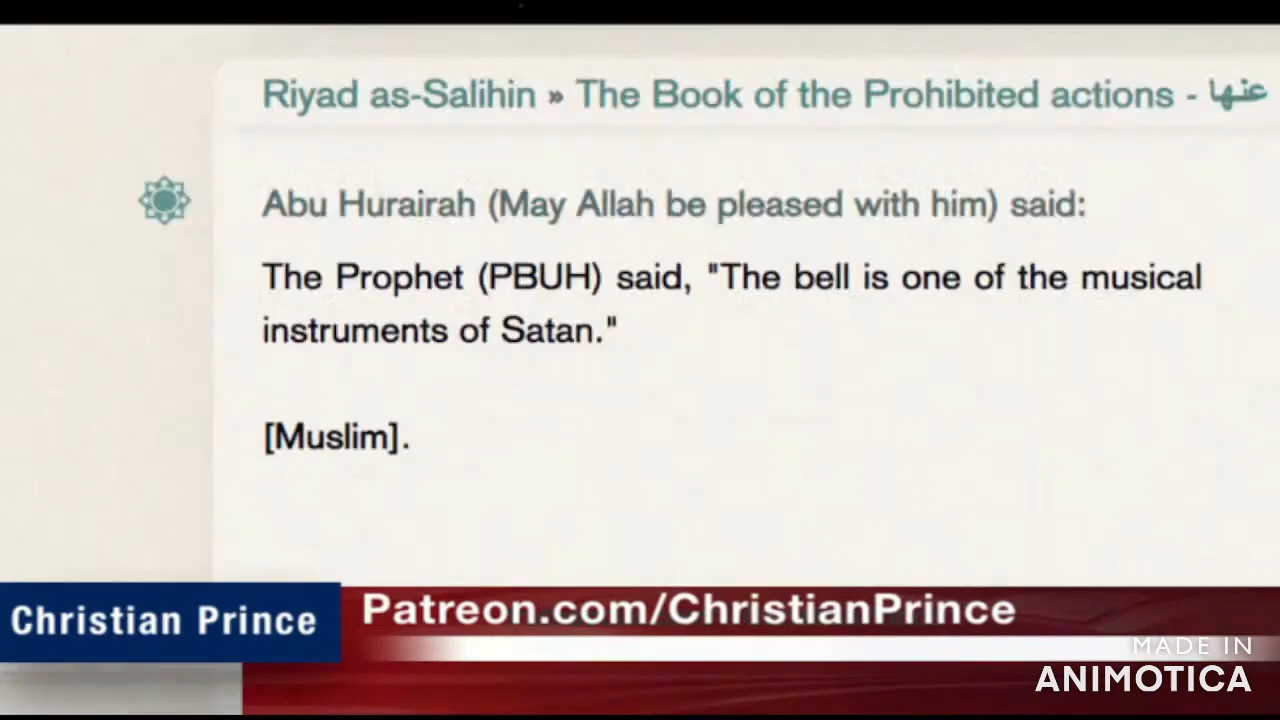 Riyad as-Salihin » The Book of the Prohibited actions - عنها
Abu Hurairah (May Allah be pleased with him) said:
The Prophet (PBUH) said, "The bell is one of the musical
instruments of Satan."
[Muslim].
Christian Prince
Patreon.com/ChristianPrince
MADE IN
ANIMOTICA